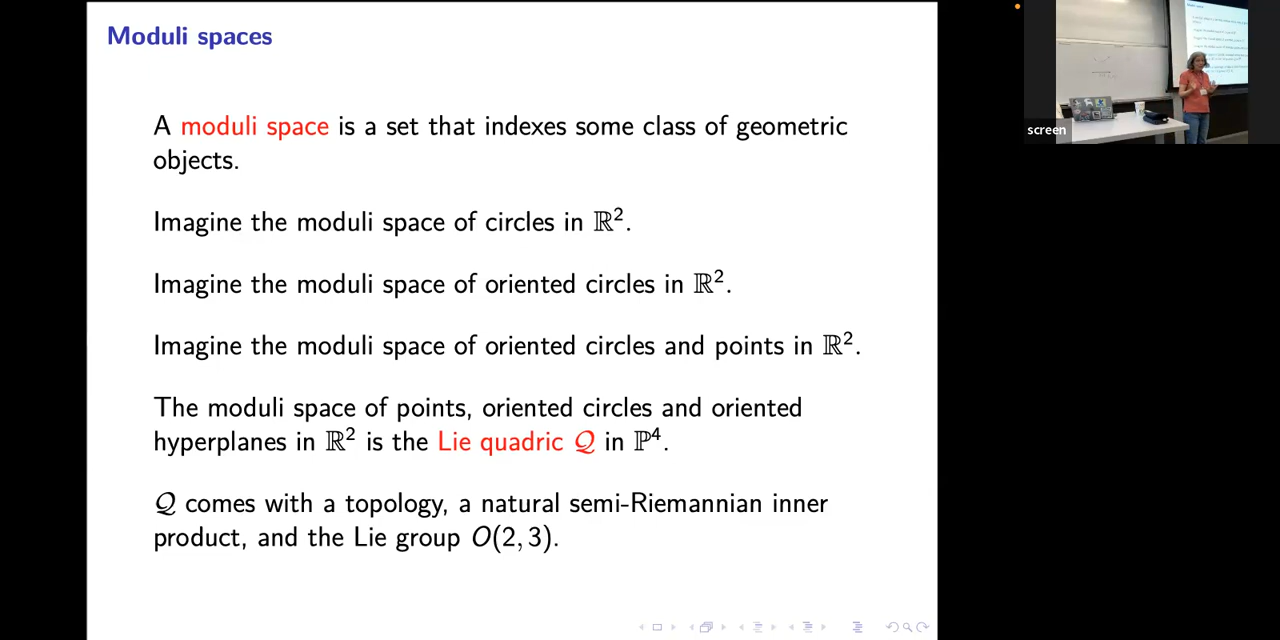 Moduli spaces
A moduli space is a set that indexes some class of geometric
objects.
Imagine the moduli space of circles in ℝ².
Imagine the moduli space of oriented circles in ℝ².
Imagine the moduli space of oriented circles and points in ℝ².
The moduli space of points, oriented circles and oriented
hyperplanes in ℝ² is the Lie quadric 𝒬 in ℙ⁴.
𝒬 comes with a topology, a natural semi-Riemannian inner
product, and the Lie group O(2, 3).
screen